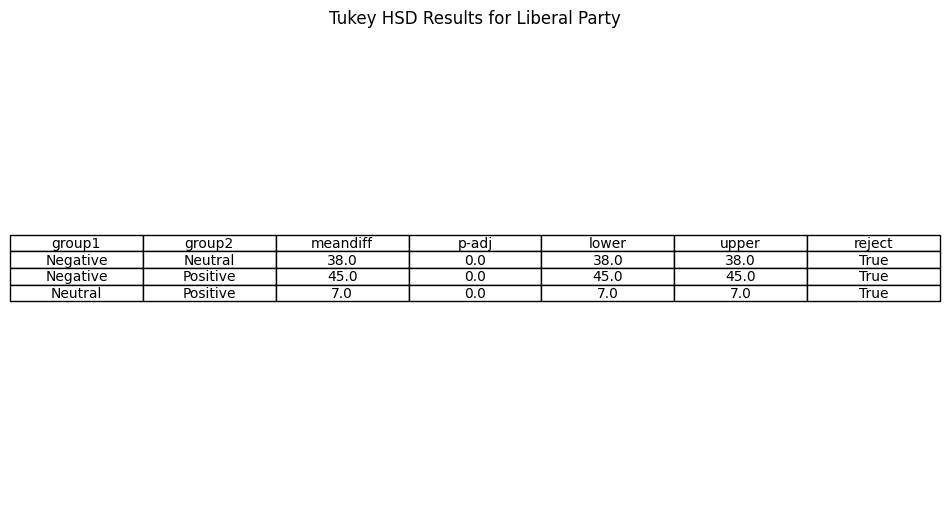 Tukey HSD Results for Liberal Party
group1 group2 meandiff p-adj lower upper reject
Negative Neutral 38.0 0.0 38.0 38.0 True
Negative Positive 45.0 0.0 45.0 45.0 True
Neutral Positive 7.0 0.0 7.0 7.0 True